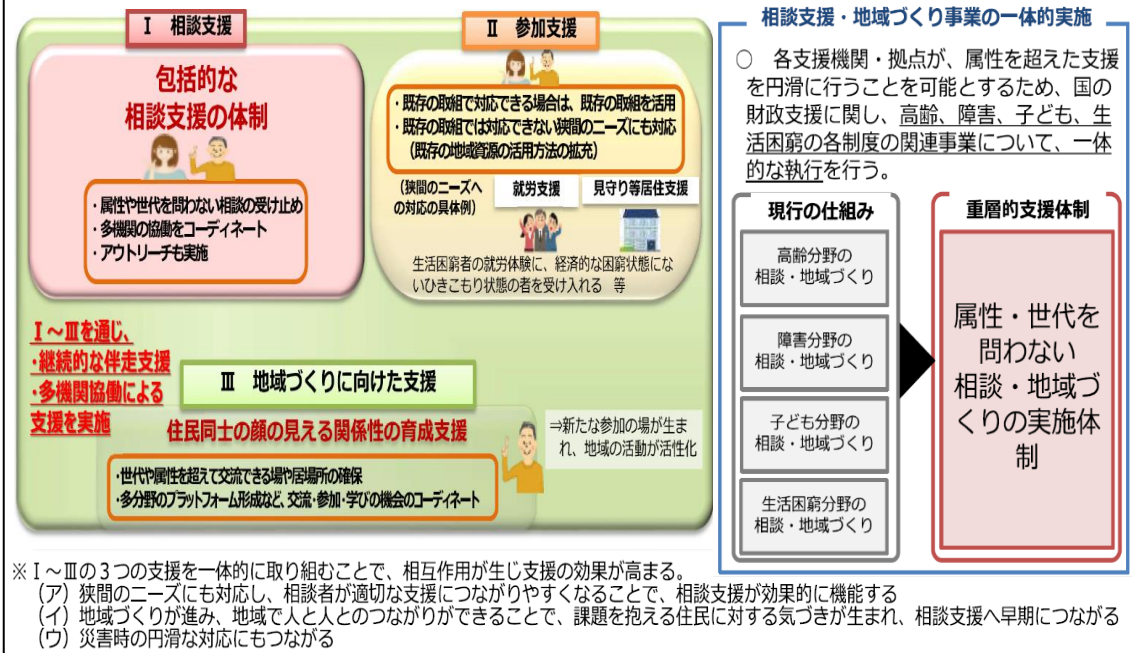 Ⅰ 相談支援
包括的な
相談支援の体制
・属性や世代を問わない相談の受け止め
・多機関の協働をコーディネート
・アウトリーチも実施
Ⅱ 参加支援
・既存の取組で対応できる場合は、既存の取組を活用
・既存の取組では対応できない狭間のニーズにも対応
（既存の地域資源の活用方法の拡充）
（狭間のニーズへ
の対応の具体例）
就労支援
見守り等居住支援
生活困窮者の就労体験に、経済的な困窮状態にな
いひきこもり状態の者を受け入れる 等
Ⅰ～Ⅲを通じ、
・継続的な伴走支援
・多機関協働による
支援を実施
Ⅲ 地域づくりに向けた支援
住民同士の顔の見える関係性の育成支援
・世代や属性を超えて交流できる場や居場所の確保
・多分野のプラットフォーム形成など、交流・参加・学びの機会のコーディネート
⇒新たな参加の場が生ま
れ、地域の活動が活性化
相談支援・地域づくり事業の一体的実施
○ 各支援機関・拠点が、属性を超えた支援
を円滑に行うことを可能とするため、国の
財政支援に関し、高齢、障害、子ども、生
活困窮の各制度の関連事業について、一体
的な執行を行う。
現行の仕組み
高齢分野の
相談・地域づくり
障害分野の
相談・地域づくり
子ども分野の
相談・地域づくり
生活困窮分野の
相談・地域づくり
重層的支援体制
属性・世代を
問わない
相談・地域づ
くりの実施体
制
※Ⅰ～Ⅲの３つの支援を一体的に取り組むことで、相互作用が生じ支援の効果が高まる。
（ア）狭間のニーズにも対応し、相談者が適切な支援につながりやすくなることで、相談支援が効果的に機能する
（イ）地域づくりが進み、地域で人と人とのつながりができることで、課題を抱える住民に対する気づきが生まれ、相談支援へ早期につながる
（ウ）災害時の円滑な対応にもつながる